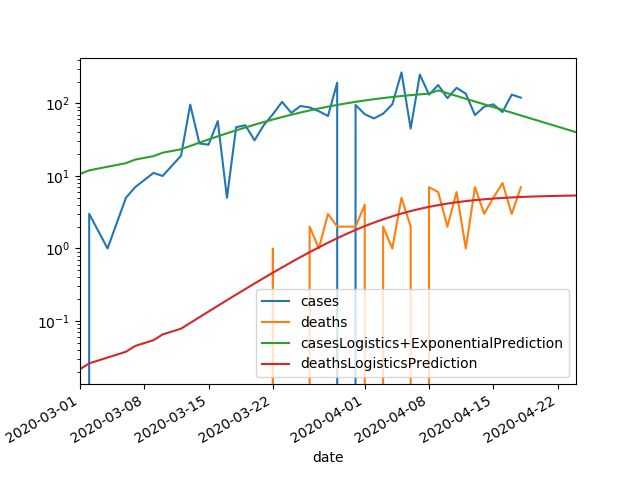 10²
10¹
10⁰
10⁻¹
cases
deaths
casesLogistics+ExponentialPrediction
deathsLogisticsPrediction
2020-03-01
2020-03-08
2020-03-15
2020-03-22
2020-04-01
2020-04-08
2020-04-15
2020-04-22
date